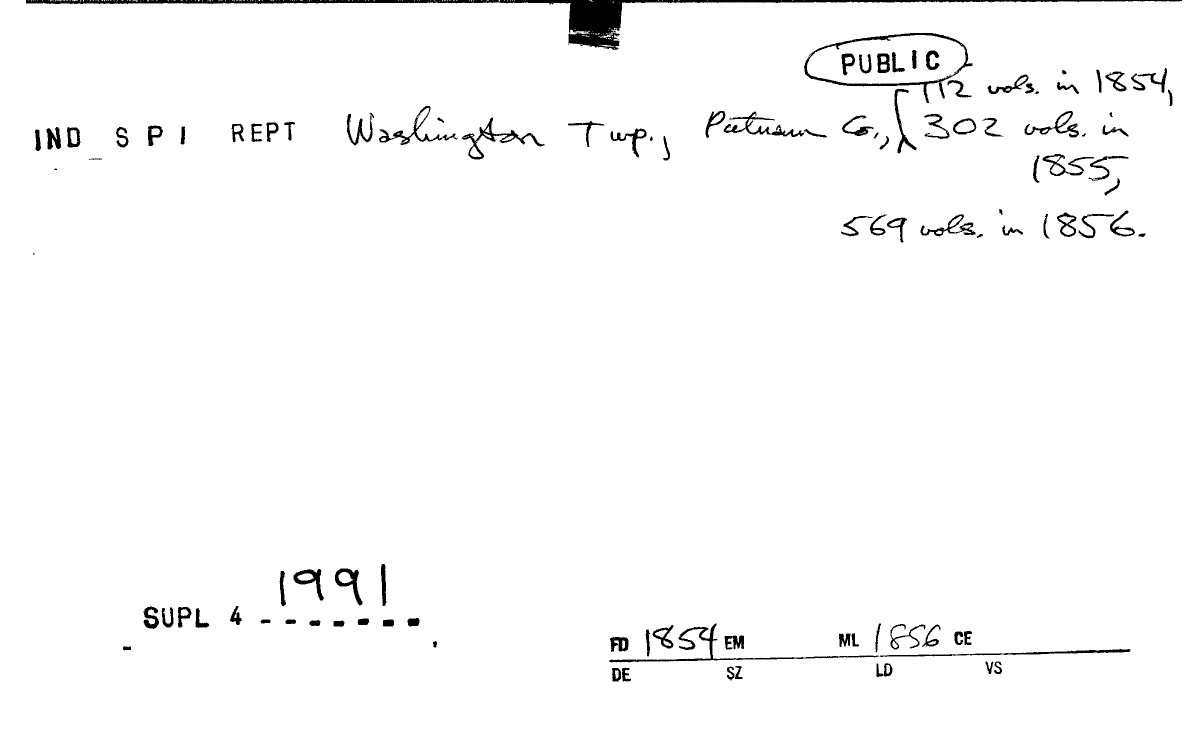 PUBLIC
112 vols. in 1854,
IND S P I REPT Washington Twp., Putnam Co., 302 vols. in
1855,
569 vols. in 1856.
1991
SUPL 4 -------
FD 1854 EM ML 1856 CE
DE SZ LD VS